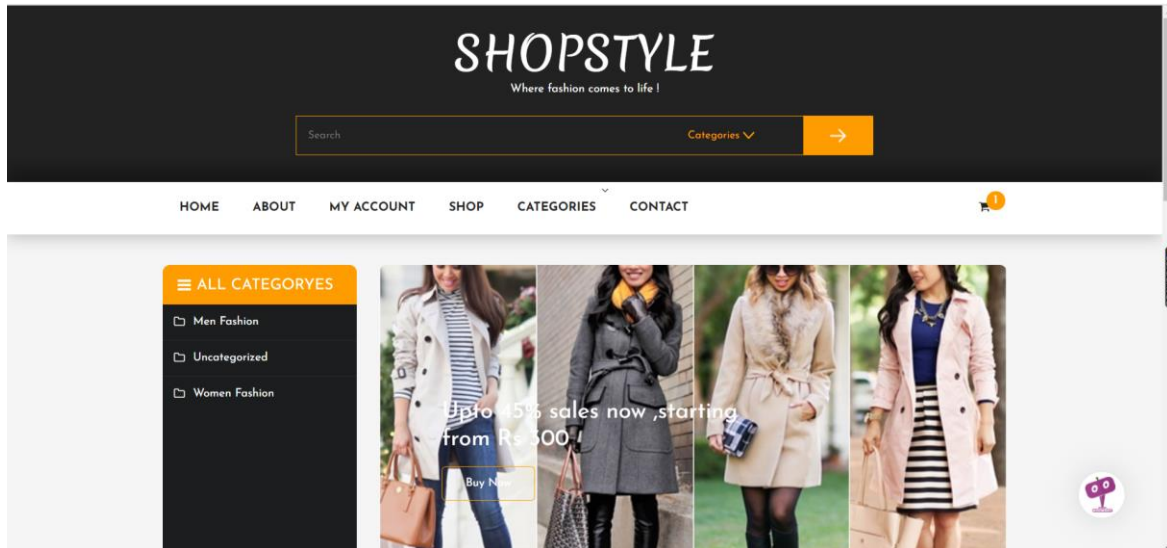 SHOPSTYLE
Where fashion comes to life !
Search
Categories
HOME ABOUT MY ACCOUNT SHOP CATEGORIES CONTACT
1
ALL CATEGORYES
Men Fashion
Uncategorized
Women Fashion
Upto 45% sales now ,starting
from Rs 300
Buy Now